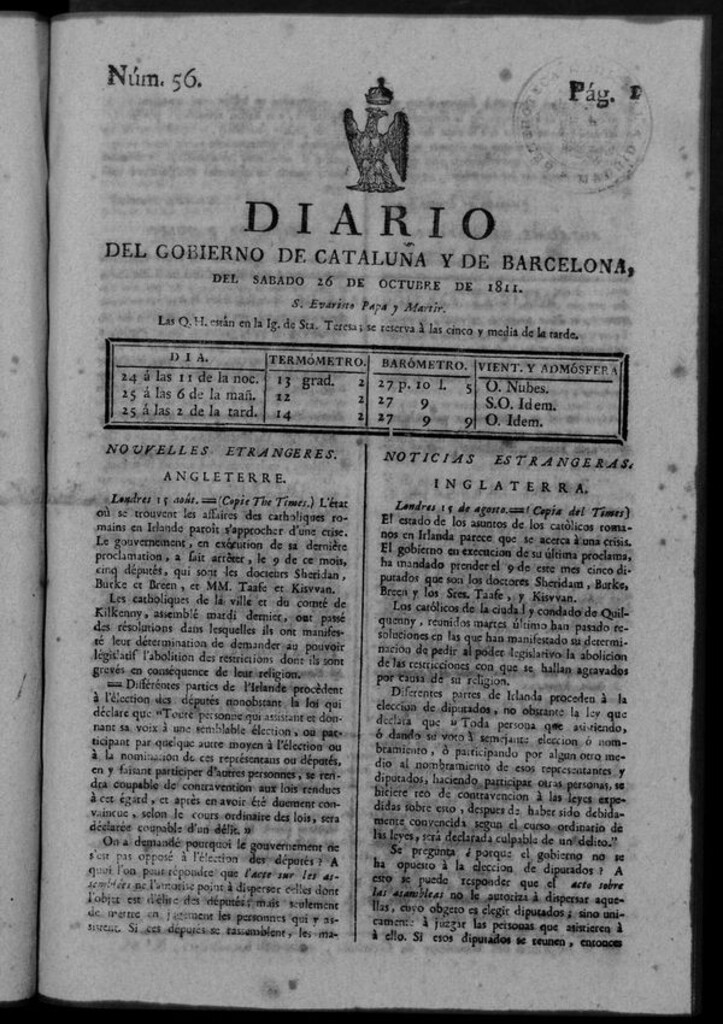 Núm. 56.
Pág.
DIARIO
DEL GOBIERNO DE CATALUÑA Y DE BARCELONA,
DEL SABADO 26 DE OCTUBRE DE 1811.
S. Evaristo Papa y Martir.
Las Q.H. están en la Ig. de Sta. Teresa; se reserva à las cinco y media de la tarde.
DIA. TERMÓMETRO. BARÓMETRO. VIENT. Y ADMÓSFERA
24 á las 11 de la noc. 13 grad. 2 27 p. 10 l. 5 O. Nubes.
25 á las 6 de la mañ. 12 2 27 9 S.O. Idem.
25 á las 2 de la tard. 14 2 27 9 9 O. Idem.
NOUVELLES ETRANGERES.
ANGLETERRE.
Londres 15 août. = (Copie The Times.) L'état
où se trouvent les affaires des catholiques ro-
mains en Irlande paroît s'approcher d'une crise.
Le gouvernement, en exécution de sa dernière
proclamation, a fait arrêter, le 9 de ce mois,
cinq députés, qui sont les docteurs Sheridan,
Burke et Breen, et MM. Taafe et Kisvvan.
Les catholiques de la ville et du comté de
Kilkenny, assemblé mardi dernier, ont passé
des résolutions dans lesquelles ils ont manifes-
té leur détermination de demander au pouvoir
législatif l'abolition des restrictions dont ils sont
grevés en conséquence de leur religion.
= Différentes parties de l'Irlande procèdent
à l'élection des députés nonobstant la loi qui
déclare que "Toute personne qui assistant et don-
nant sa voix à une semblable élection, ou par-
ticipant par quelque autre moyen à l'élection ou
à la nomination de ces représentans ou députés,
en y faisant participer d'autres personnes, se ren-
dra coupable de contravention aux lois rendues
à cet égard, et après en avoir été duement con-
vaincue, selon le cours ordinaire des lois, sera
déclarée coupable d'un délit. »
On a demandé pourquoi le gouvernement ne
s'est pas opposé à l'élection des députés? A
quoi l'on peut répondre que l'acte sur les as-
semblées ne l'autorise point à disperser celles dont
l'objet est d'élire des députés; mais seulement
de mettre en jugement les personnes qui y as-
sistent. Si ces députés se rassemblent, les ma-
NOTICIAS ESTRANGERAS.
INGLATERRA.
Londres 15 de agosto.=(Copia del Times)
El estado de los asuntos de los católicos roma-
nos en Irlanda parece que se acerca à una crisis.
El gobierno en execucion de su última proclama,
ha mandado prender el 9 de este mes cinco di-
putados que son los doctores Sheridam, Burke,
Breen y los Sres. Taafe, y Kisvvan.
Los católicos de la ciudad y condado de Quil-
quenny, reunidos martes último han pasado re-
soluciones en las que han manifestado su determi-
nacion de pedir al poder legislativo la abolicion
de las restricciones con que se hallan agravados
por causa de su religion.
Diferentes partes de Irlanda proceden à la
eleccion de diputados, no obstante la ley que
declara que » Toda persona que asistiendo,
ó dando su voto à semejante eleccion ó nom-
bramiento, ò participando por algun otro me-
dio al nombramiento de esos representantes y
diputados, haciendo participar otras personas, se
hiciere reo de contravencion à las leyes expe-
didas sobre esto, despues de haber sido debida-
mente convencida segun el curso ordinario de
las leyes, será declarada culpable de un delito."
Se pregunta ¿ porque el gobierno no se
ha opuesto à la eleccion de diputados? A
esto se puede responder que el acto sobre
las asambleas no le autoriza à dispersar aque-
llas, cuyo obgeto es elegir diputados; sino uni-
camente à juzgar las personas que asistieren à
à ello. Si esos diputados se reunen, entonces